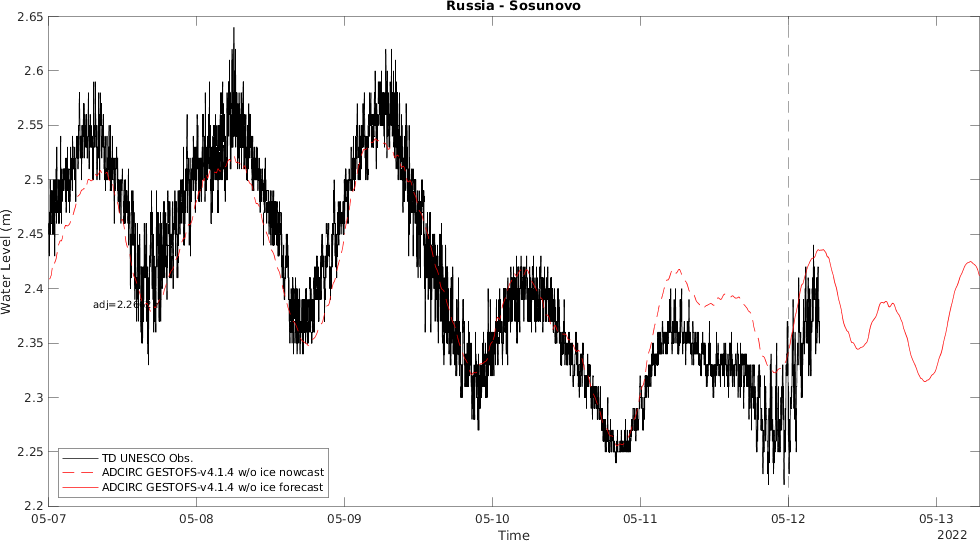 Russia - Sosunovo
2.65
2.6
2.55
2.5
2.45
2.4
2.35
2.3
2.25
2.2
Water Level (m)
adj=2.26
TD UNESCO Obs.
ADCIRC GESTOFS-v4.1.4 w/o ice nowcast
ADCIRC GESTOFS-v4.1.4 w/o ice forecast
05-07 05-08 05-09 05-10 05-11 05-12 05-13
Time
2022